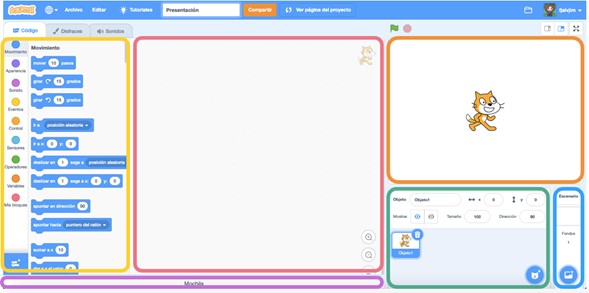 SCRATCH
Archivo Editar Tutoriales Presentación Compartir Ver página del proyecto Salvjim
Código Disfraces Sonidos
Movimiento
Apariencia
Sonido
Eventos
Control
Sensores
Operadores
Variables
Mis bloques
Movimiento
mover 10 pasos
girar 15 grados
girar 15 grados
ir a posición aleatoria
ir a x: 0 y: 0
deslizar en 1 segs a posición aleatoria
deslizar en 1 segs a x: 0 y: 0
apuntar en dirección 90
apuntar hacia puntero del ratón
sumar a x 10
Mochila
Objeto Objeto1 x 0 y 0
Mostrar Tamaño 100 Dirección 90
Objeto1
Escenario
Fondos
1